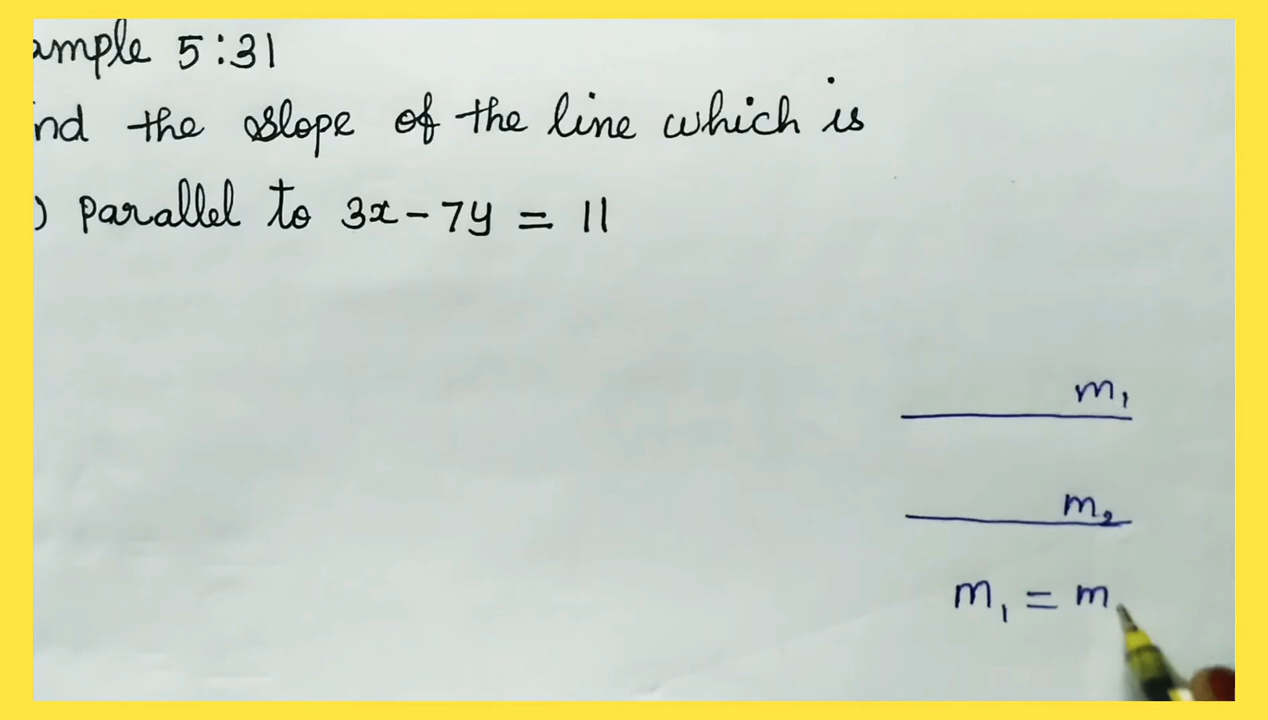 ample 5:31
nd the slope of the line which is
) parallel to 3x - 7y = 11
m₁
m₂
m₁ = m